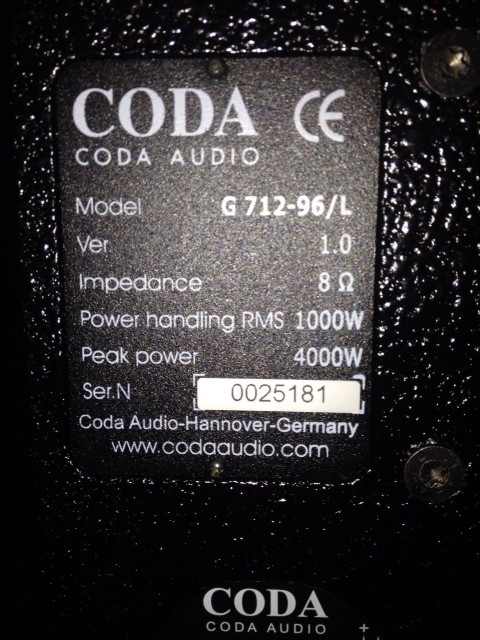 CODA CE
CODA AUDIO
Model G 712-96/L
Ver 1.0
Impedance 8 Ω
Power handling RMS 1000W
Peak power 4000W
Ser.N 0025181
Coda Audio-Hannover-Germany
www.codaaudio.com
CODA
CODA AUDIO +